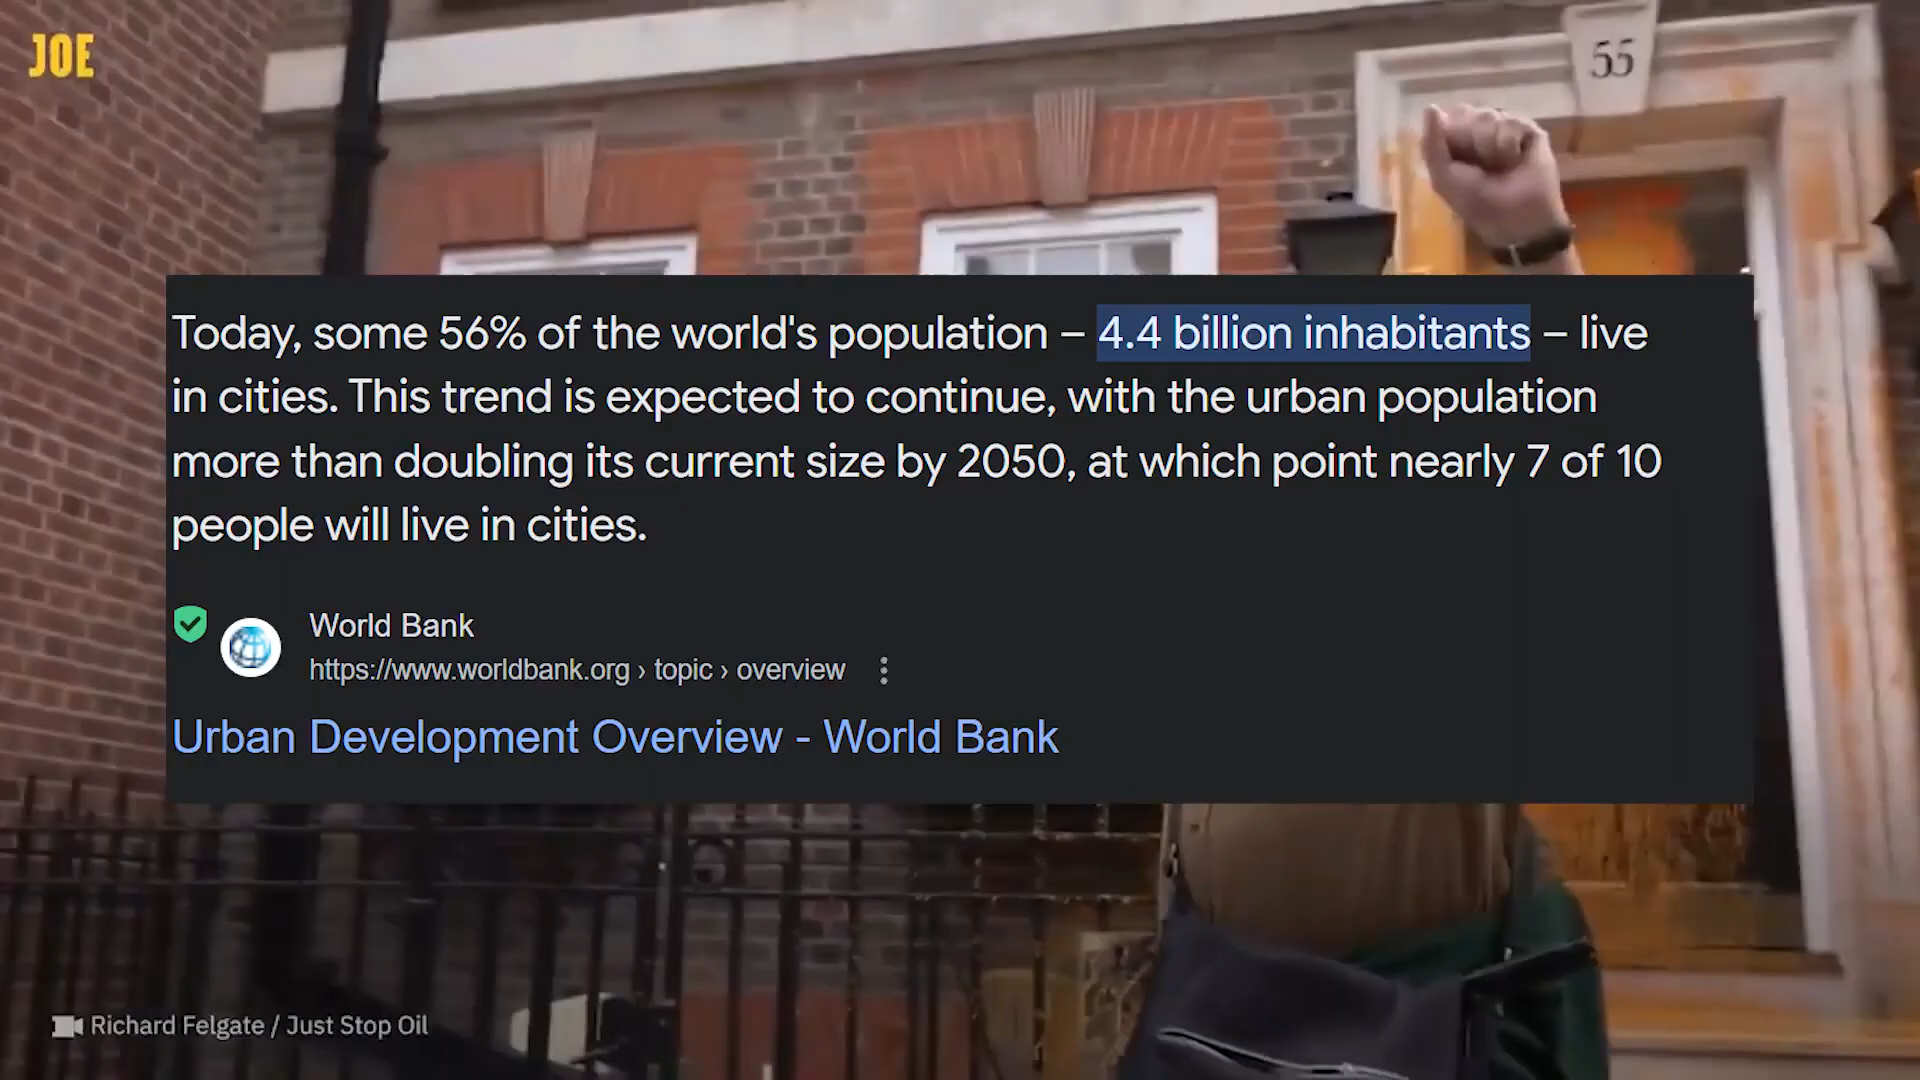 JOE
55
Today, some 56% of the world's population – 4.4 billion inhabitants – live
in cities. This trend is expected to continue, with the urban population
more than doubling its current size by 2050, at which point nearly 7 of 10
people will live in cities.
World Bank
https://www.worldbank.org › topic › overview
Urban Development Overview - World Bank
Richard Felgate / Just Stop Oil